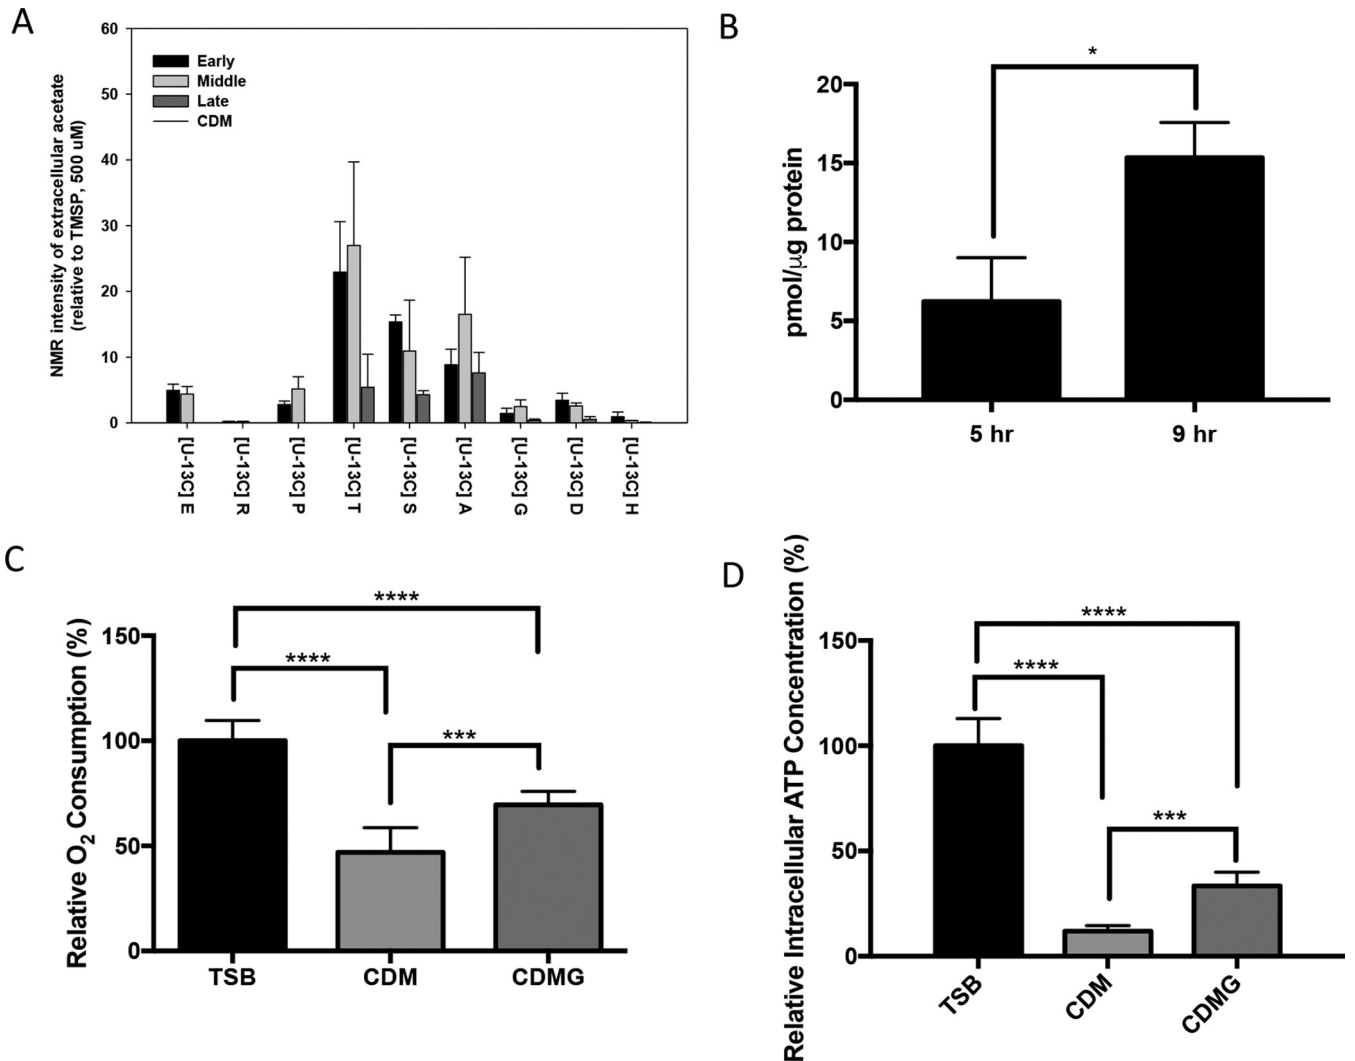 A
NMR intensity of extracellular acetate
(relative to TMSP, 500 uM)
60
50
40
30
20
10
0
Early
Middle
Late
CDM
[U-13C] E
[U-13C] R
[U-13C] P
[U-13C] T
[U-13C] S
[U-13C] A
[U-13C] G
[U-13C] D
[U-13C] H
B
pmol/μg protein
20
15
10
5
0
*
5 hr
9 hr
C
Relative O2 Consumption (%)
150
100
50
0
****
****
***
TSB
CDM
CDMG
D
Relative Intracellular ATP Concentration (%)
150
100
50
0
****
****
***
TSB
CDM
CDMG